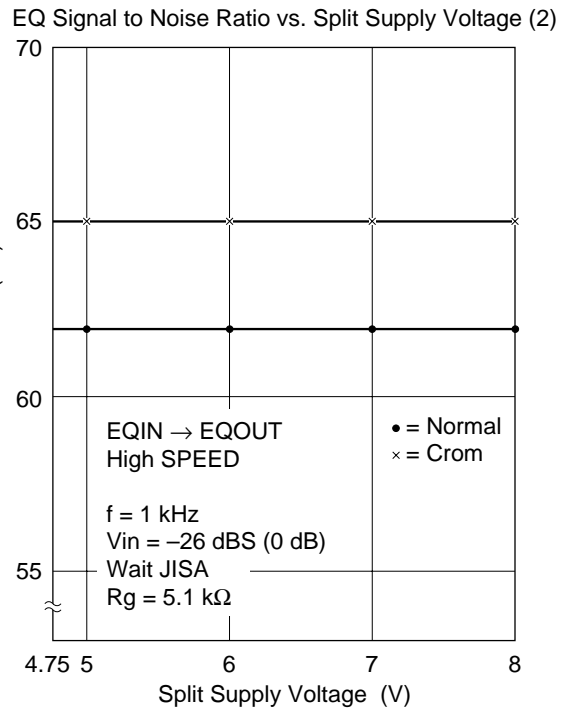 EQ Signal to Noise Ratio vs. Split Supply Voltage (2)
70
65
60
55
EQIN → EQOUT
High SPEED
f = 1 kHz
Vin = –26 dBS (0 dB)
Wait JISA
Rg = 5.1 kΩ
• = Normal
× = Crom
4.75 5 6 7 8
Split Supply Voltage (V)